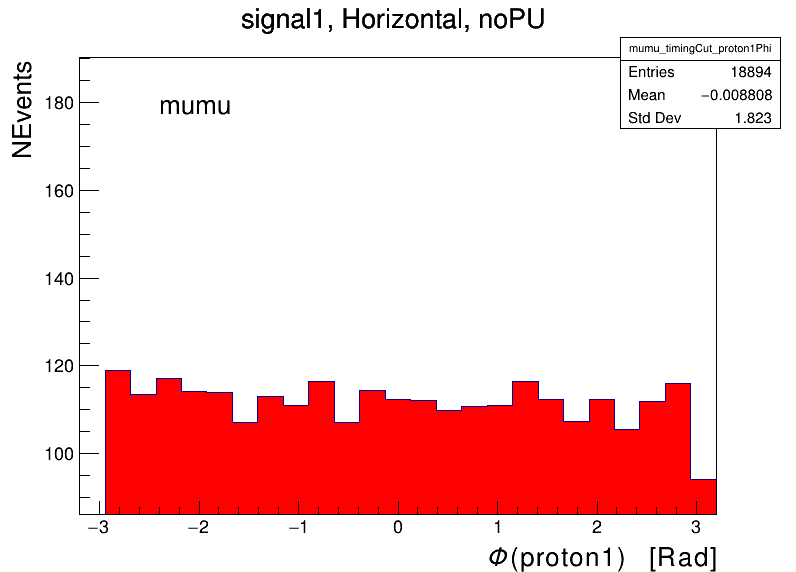 signal1, Horizontal, noPU
mumu_timingCut_proton1Phi
Entries 18894
Mean −0.008808
Std Dev 1.823
NEvents
mumu
180
160
140
120
100
−3 −2 −1 0 1 2 3
Φ(proton1) [Rad]